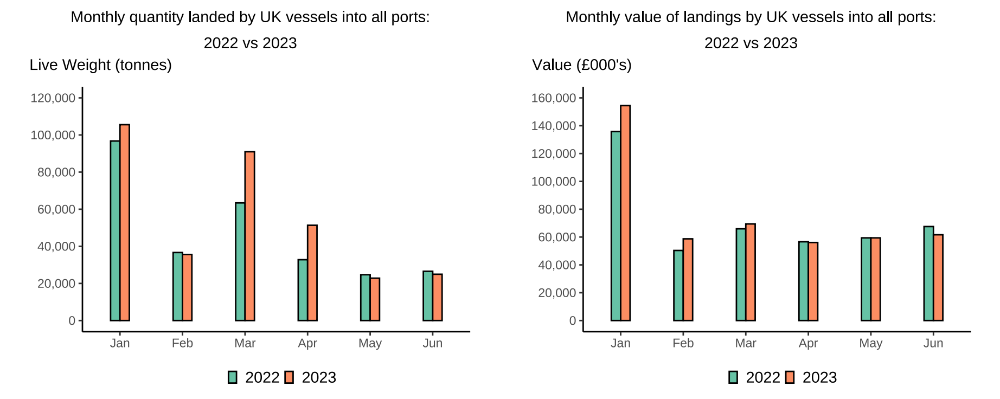 Monthly quantity landed by UK vessels into all ports:
2022 vs 2023
Live Weight (tonnes)
120,000
100,000
80,000
60,000
40,000
20,000
0
Jan Feb Mar Apr May Jun
2022 2023
Monthly value of landings by UK vessels into all ports:
2022 vs 2023
Value (£000's)
160,000
140,000
120,000
100,000
80,000
60,000
40,000
20,000
0
Jan Feb Mar Apr May Jun
2022 2023